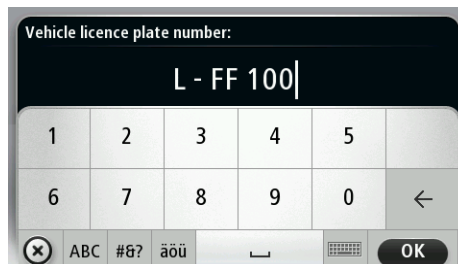 Vehicle licence plate number:
L - FF 100
1 2 3 4 5
6 7 8 9 0 ←
ABC #&? äöü OK